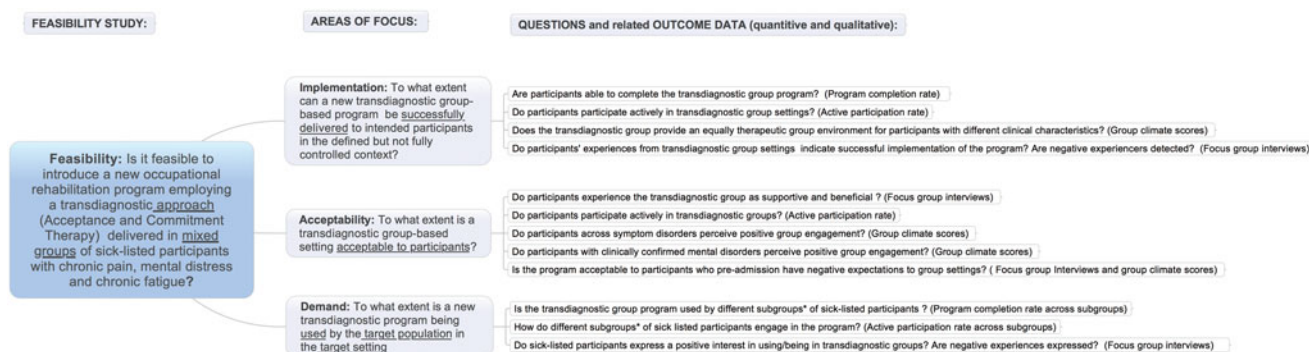 FEASIBILITY STUDY:
AREAS OF FOCUS:
QUESTIONS and related OUTCOME DATA (quantitive and qualitative):
Feasibility: Is it feasible to
introduce a new occupational
rehabilitation program employing
a transdiagnostic approach
(Acceptance and Commitment
Therapy) delivered in mixed
groups of sick-listed participants
with chronic pain, mental distress
and chronic fatigue?
Implementation: To what extent
can a new transdiagnostic group-
based program be successfully
delivered to intended participants
in the defined but not fully
controlled context?
Are participants able to complete the transdiagnostic group program? (Program completion rate)
Do participants participate actively in transdiagnostic group settings? (Active participation rate)
Does the transdiagnostic group provide an equally therapeutic group environment for participants with different clinical characteristics? (Group climate scores)
Do participants' experiences from transdiagnostic group settings indicate successful implementation of the program? Are negative experiencers detected? (Focus group interviews)
Acceptability: To what extent is a
transdiagnostic group-based
setting acceptable to participants?
Do participants experience the transdiagnostic group as supportive and beneficial ? (Focus group interviews)
Do participants participate actively in transdiagnostic groups? (Active participation rate)
Do participants across symptom disorders perceive positive group engagement? (Group climate scores)
Do participants with clinically confirmed mental disorders perceive positive group engagement? (Group climate scores)
Is the program acceptable to participants who pre-admission have negative expectations to group settings? ( Focus group Interviews and group climate scores)
Demand: To what extent is a new
transdiagnostic program being
used by the target population in
the target setting
Is the transdiagnostic group program used by different subgroups* of sick-listed participants ? (Program completion rate across subgroups)
How do different subgroups* of sick listed participants engage in the program? (Active participation rate across subgroups)
Do sick-listed participants express a positive interest in using/being in transdiagnostic groups? Are negative experiences expressed? (Focus group interviews)